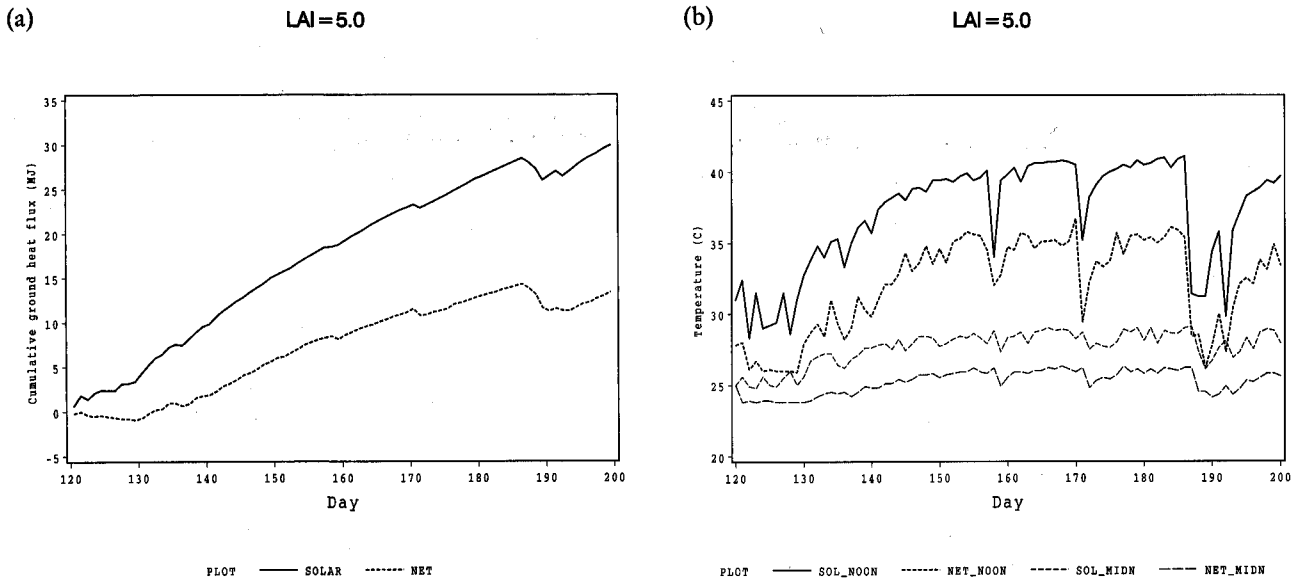 (a)
LAI=5.0
Cumulative ground heat flux (MJ)
35
30
25
20
15
10
5
0
-5
120 130 140 150 160 170 180 190 200
Day
PLOT SOLAR NET
(b)
LAI=5.0
Temperature (C)
45
40
35
30
25
20
120 130 140 150 160 170 180 190 200
Day
PLOT SOL_NOON NET_NOON SOL_MIDN NET_MIDN